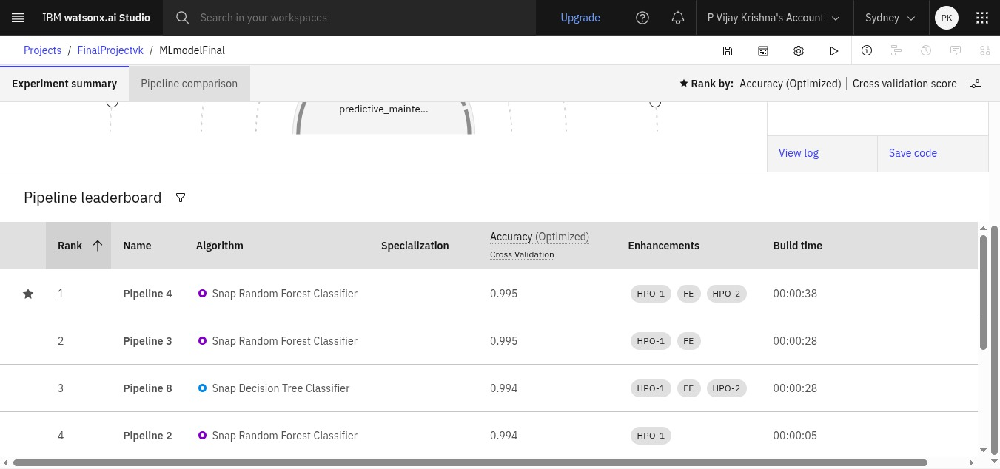 IBM watsonx.ai Studio
Search in your workspaces
Upgrade
P Vijay Krishna's Account
Sydney
PK
Projects / FinalProjectvk / MLmodelFinal
Experiment summary
Pipeline comparison
Rank by: Accuracy (Optimized) | Cross validation score
predictive_mainte...
View log
Save code
Pipeline leaderboard
Rank Name Algorithm Specialization Accuracy (Optimized) Enhancements Build time
Cross Validation
1 Pipeline 4 Snap Random Forest Classifier 0.995 HPO-1 FE HPO-2 00:00:38
2 Pipeline 3 Snap Random Forest Classifier 0.995 HPO-1 FE 00:00:28
3 Pipeline 8 Snap Decision Tree Classifier 0.994 HPO-1 FE HPO-2 00:00:28
4 Pipeline 2 Snap Random Forest Classifier 0.994 HPO-1 00:00:05